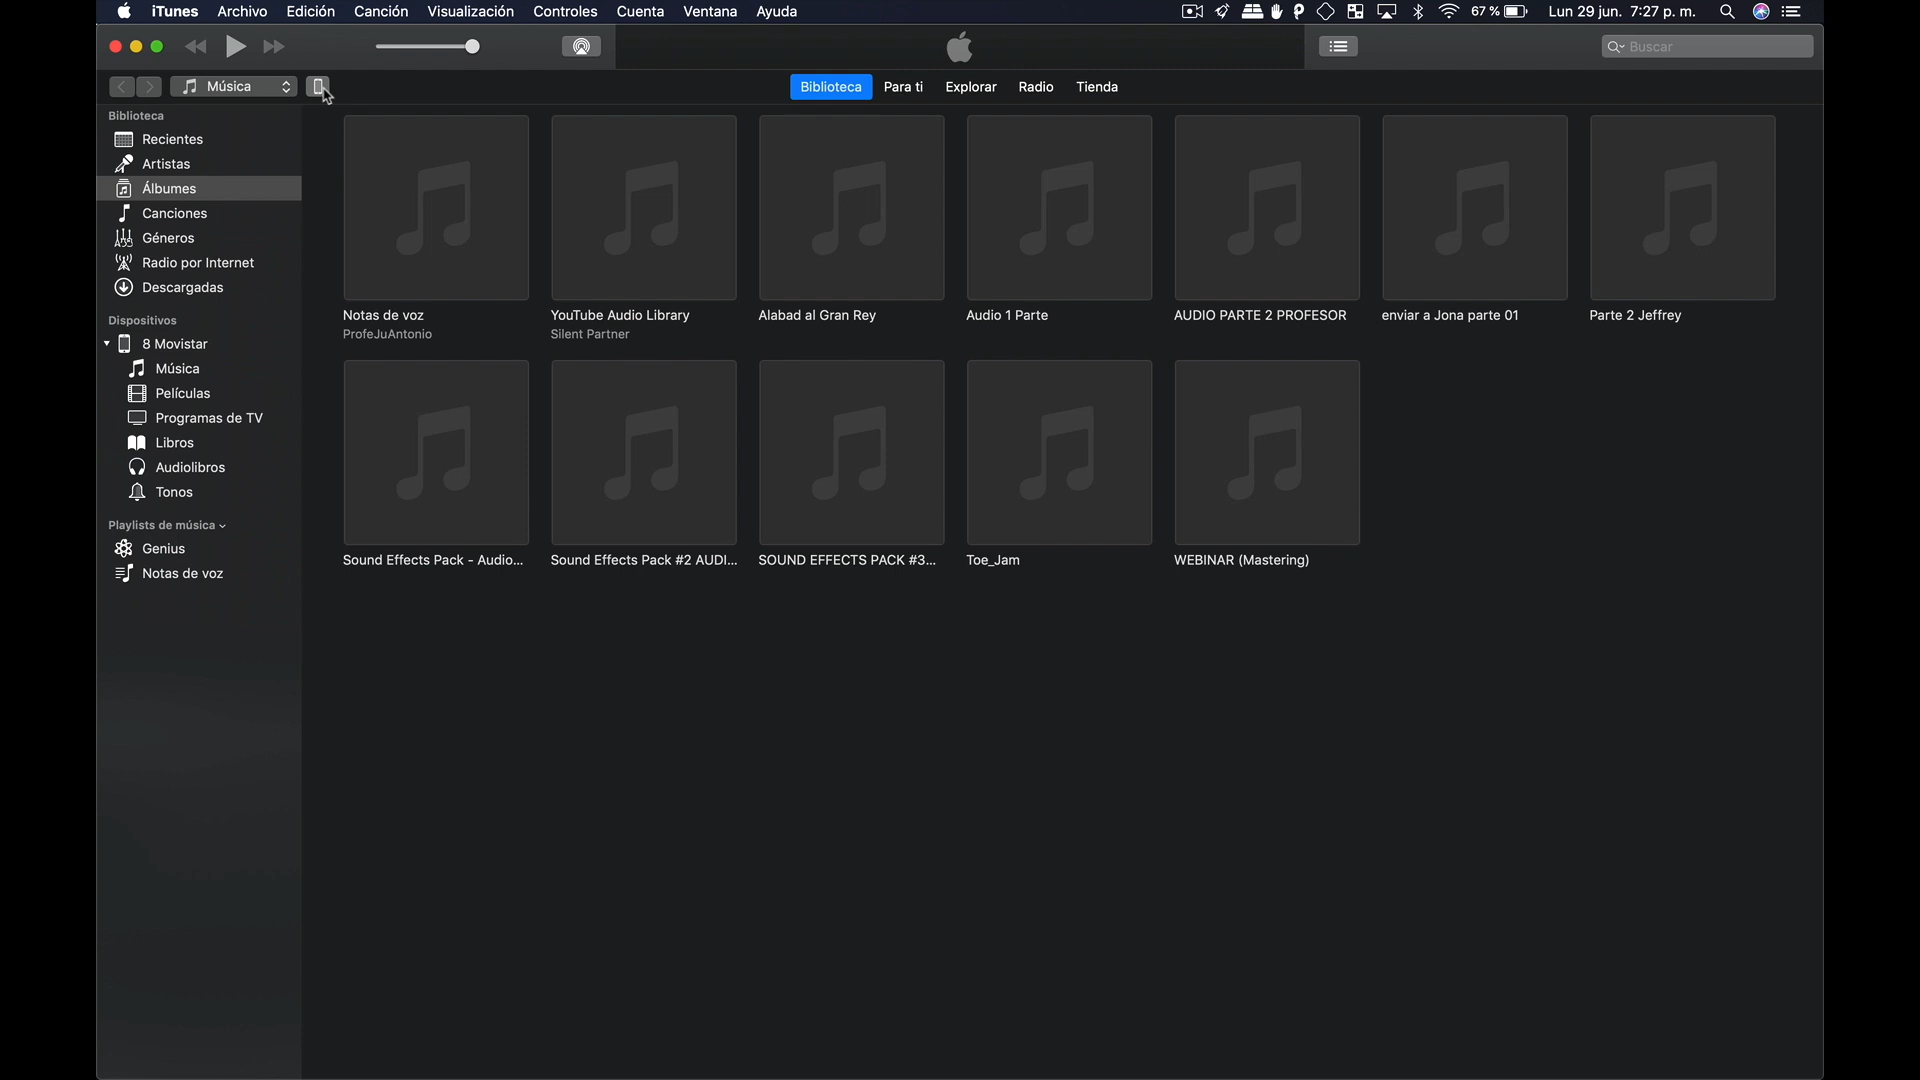 iTunes Archivo Edición Canción Visualización Controles Cuenta Ventana Ayuda 67 % Lun 29 jun. 7:27 p. m.
Buscar
Música Biblioteca Para ti Explorar Radio Tienda
Biblioteca
Recientes
Artistas
Álbumes
Canciones
Géneros
Radio por Internet
Descargadas
Dispositivos
8 Movistar
Música
Películas
Programas de TV
Libros
Audiolibros
Tonos
Playlists de música
Genius
Notas de voz
Notas de voz YouTube Audio Library Alabad al Gran Rey Audio 1 Parte AUDIO PARTE 2 PROFESOR enviar a Jona parte 01 Parte 2 Jeffrey
ProfeJuAntonio Silent Partner
Sound Effects Pack - Audio... Sound Effects Pack #2 AUDI... SOUND EFFECTS PACK #3... Toe_Jam WEBINAR (Mastering)